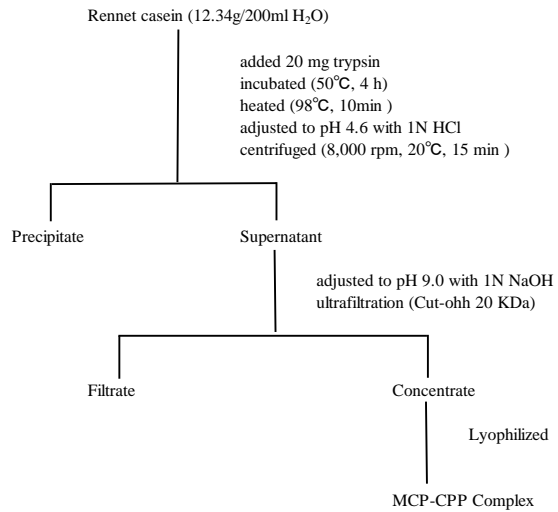 Rennet casein (12.34g/200ml H₂O)
added 20 mg trypsin
incubated (50℃, 4 h)
heated (98℃, 10min )
adjusted to pH 4.6 with 1N HCl
centrifuged (8,000 rpm, 20℃, 15 min )
Precipitate
Supernatant
adjusted to pH 9.0 with 1N NaOH
ultrafiltration (Cut-ohh 20 KDa)
Filtrate
Concentrate
Lyophilized
MCP-CPP Complex